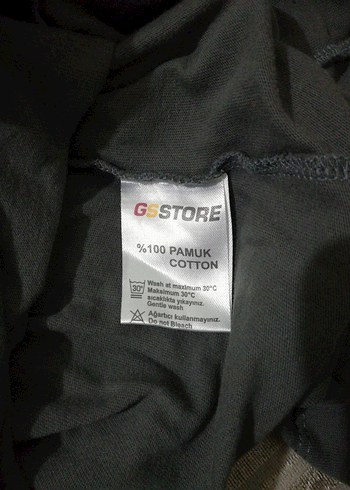 GSSTORE
%100 PAMUK
COTTON
30°
Wash at maximum 30°C
Maksimum 30°C
sıcaklıkta yıkayınız.
Gentle wash
Ağartıcı kullanmayınız.
Do not Bleach